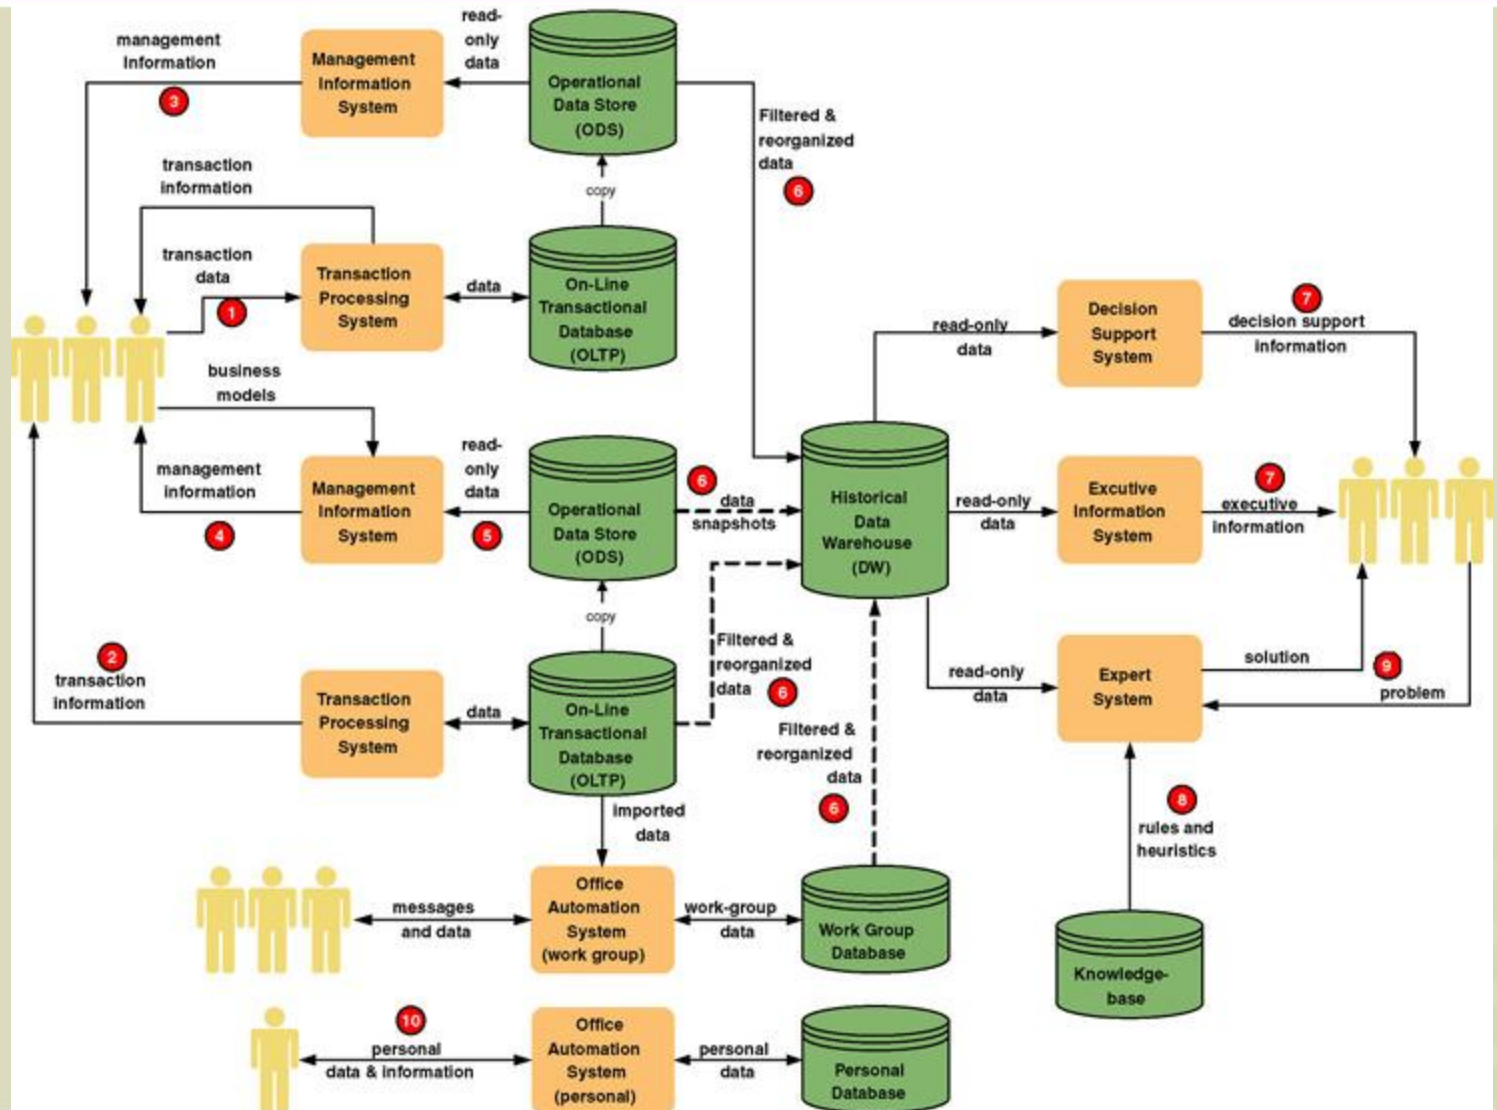 management
Information
3
Management
Information
System
read-
only
data
Operational
Data Store
(ODS)
Filtered &
reorganized
data
6
transaction
information
copy
transaction
data
1
Transaction
Processing
System
data
On-Line
Transactional
Database
(OLTP)
business
models
management
information
4
Management
Information
System
read-
only
data
5
Operational
Data Store
(ODS)
6
data
snapshots
Historical
Data
Warehouse
(DW)
read-only
data
Decision
Support
System
7
decision support
information
read-only
data
Excutive
Information
System
7
executive
information
read-only
data
Expert
System
solution
9
problem
8
rules and
heuristics
Knowledge-
base
copy
2
transaction
information
Transaction
Processing
System
data
On-Line
Transactional
Database
(OLTP)
Filtered &
reorganized
data
6
Filtered &
reorganized
data
6
imported
data
messages
and data
Office
Automation
System
(work group)
work-group
data
Work Group
Database
10
personal
data & information
Office
Automation
System
(personal)
personal
data
Personal
Database